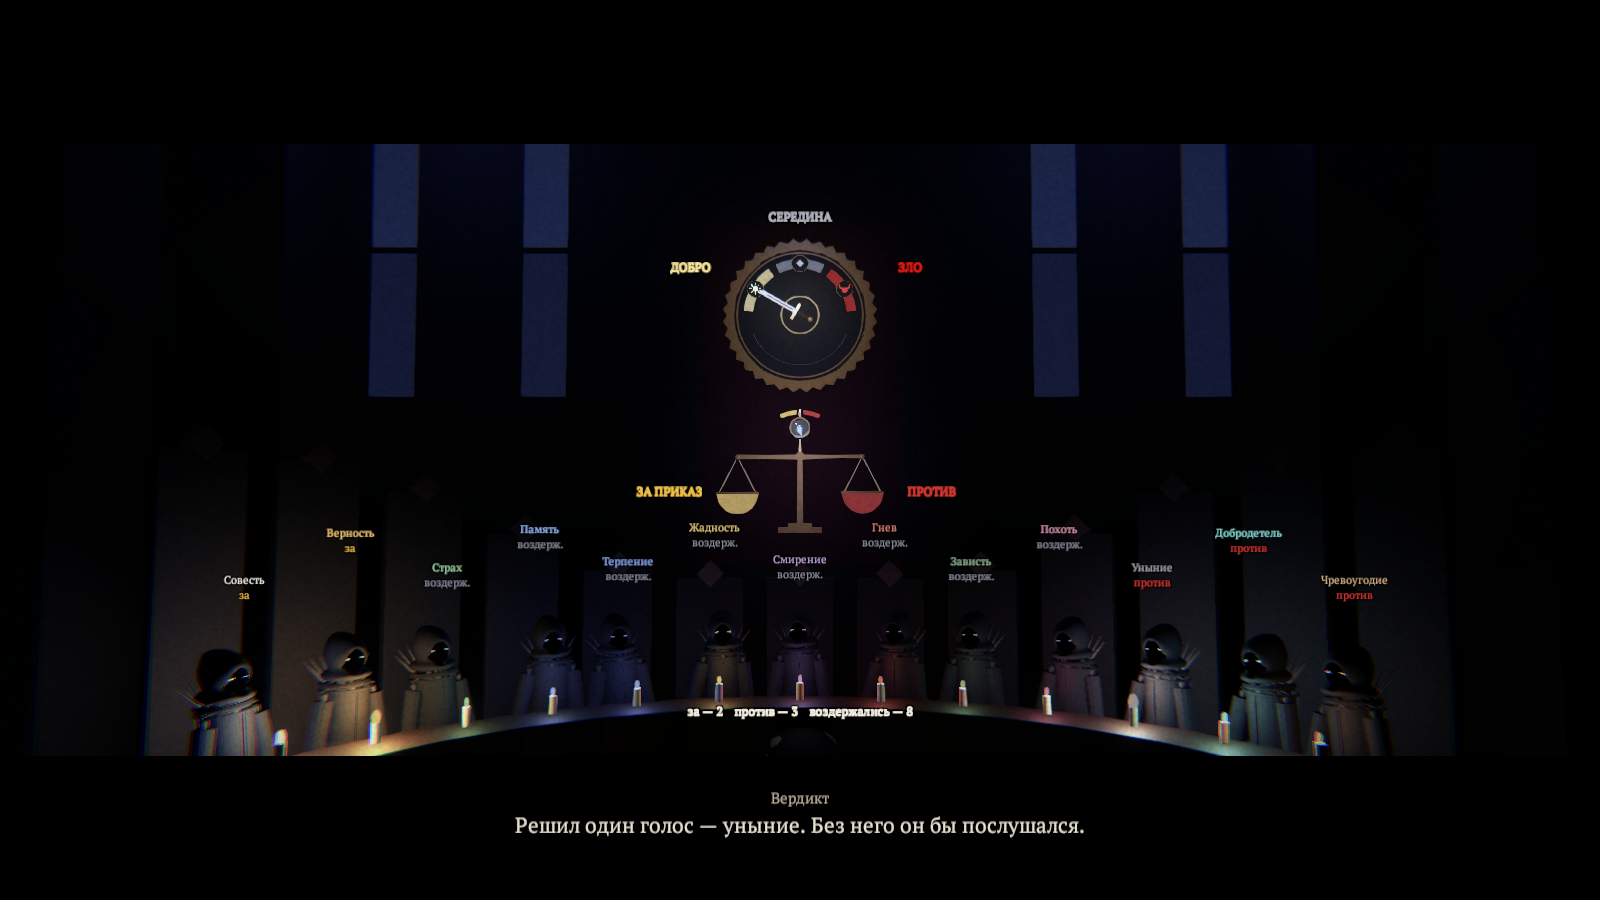 СЕРЕДИНА
ДОБРО
ЗЛО
ЗА ПРИКАЗ
ПРОТИВ
Совесть
за
Верность
за
Страх
воздерж.
Память
воздерж.
Терпение
воздерж.
Жадность
воздерж.
Смирение
воздерж.
Гнев
воздерж.
Зависть
воздерж.
Похоть
воздерж.
Уныние
против
Добродетель
против
Чревоугодие
против
за — 2 против — 3 воздержались — 8
Вердикт
Решил один голос — уныние. Без него он бы послушался.